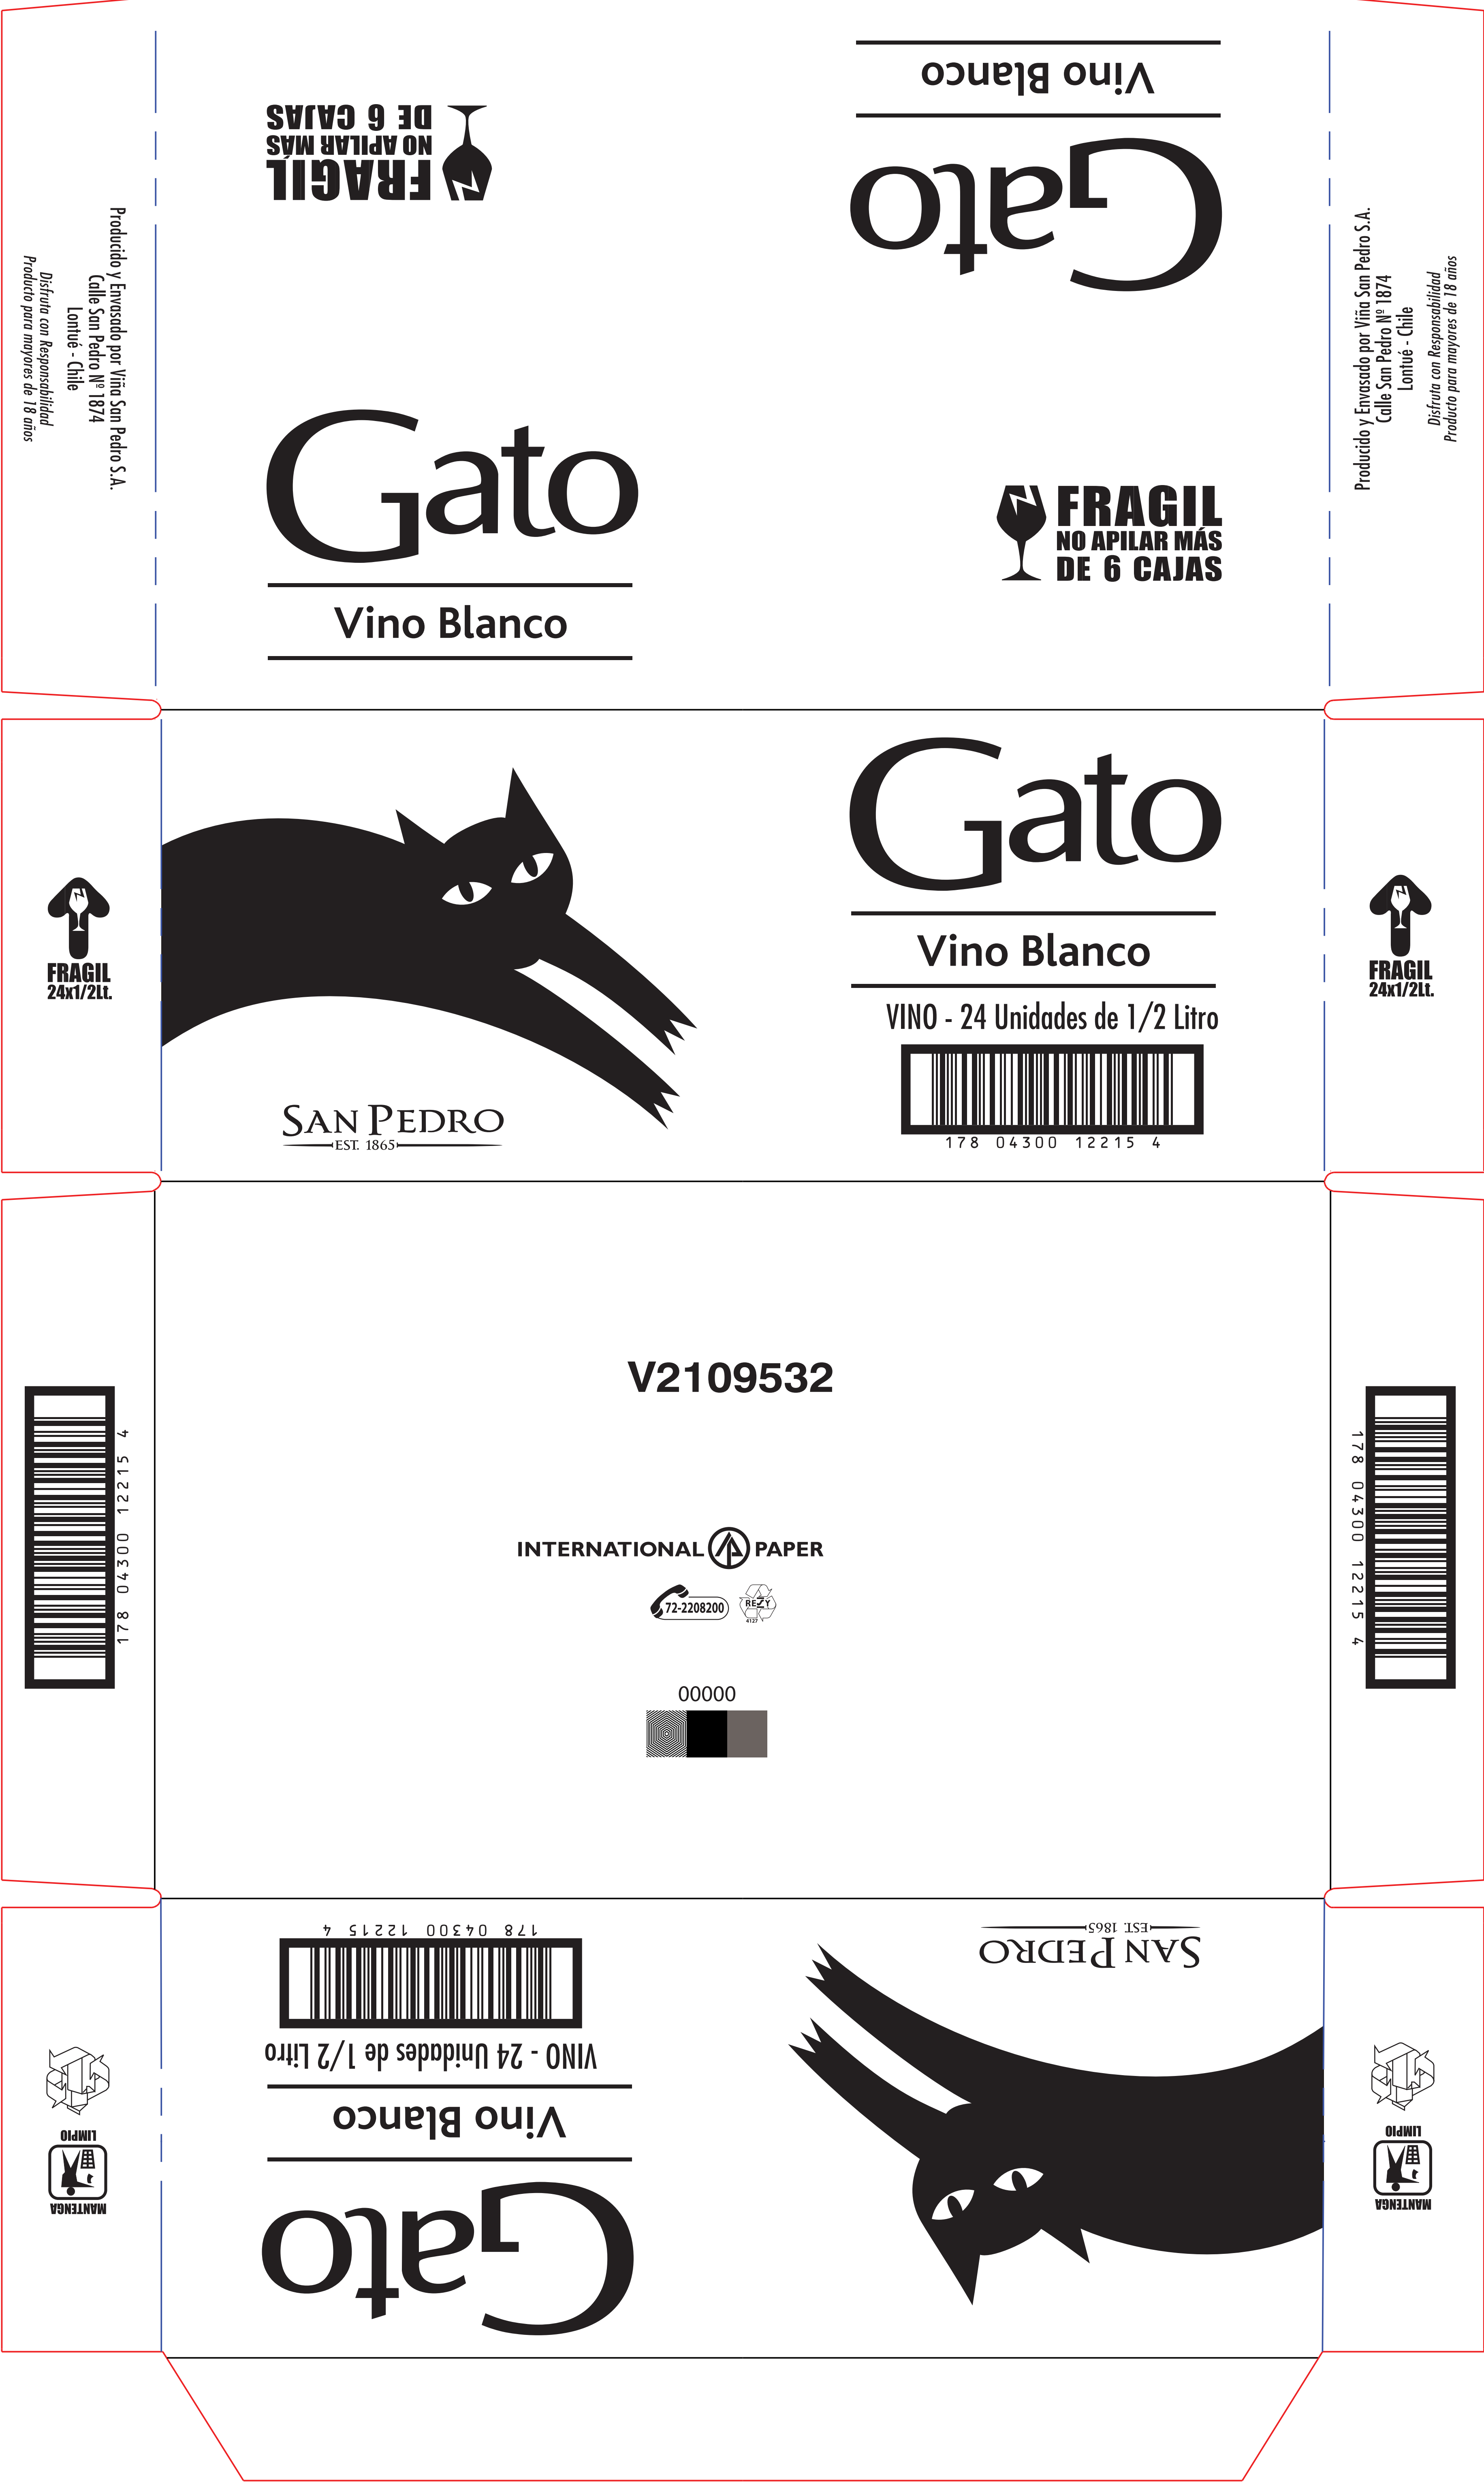 Vino Blanco
Gato
FRAGIL
NO APILAR MÁS
DE 6 CAJAS
Producido y Envasado por Viña San Pedro S.A.
Calle San Pedro Nº 1874
Lontué - Chile
Disfruta con Responsabilidad
Producto para mayores de 18 años
Producido y Envasado por Viña San Pedro S.A.
Calle San Pedro Nº 1874
Lontué - Chile
Disfruta con Responsabilidad
Producto para mayores de 18 años
Gato
Vino Blanco
FRAGIL
NO APILAR MÁS
DE 6 CAJAS
FRAGIL
24x1/2Lt.
SAN PEDRO
EST. 1865
Gato
Vino Blanco
VINO - 24 Unidades de 1/2 Litro
178 04300 12215 4
FRAGIL
24x1/2Lt.
178 04300 12215 4
V2109532
INTERNATIONAL PAPER
72-2208200
RESY
4127
00000
178 04300 12215 4
MANTENGA
LIMPIO
Gato
Vino Blanco
VINO - 24 Unidades de 1/2 Litro
178 04300 12215 4
SAN PEDRO
EST. 1865
MANTENGA
LIMPIO